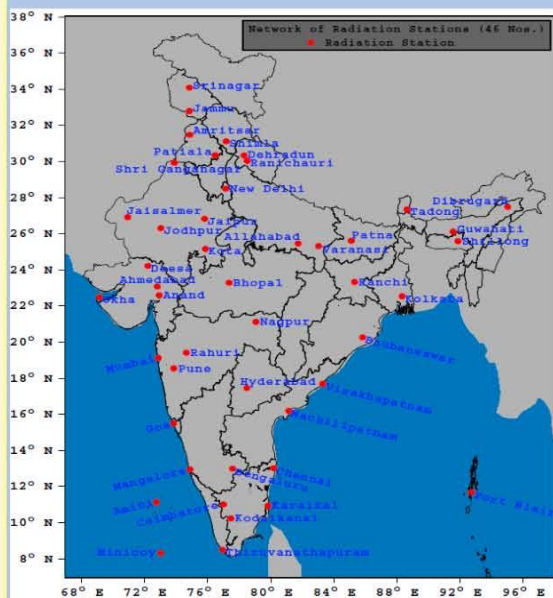 Network of Radiation Stations (46 Nos.)
Radiation Station
38° N
36° N
34° N
32° N
30° N
28° N
26° N
24° N
22° N
20° N
18° N
16° N
14° N
12° N
10° N
8° N
Srinagar
Jammu
Amritsar
Shimla
Patiala
Dehradun
Ranichauri
Shri Ganganagar
New Delhi
Dibrugarh
Tadong
Jaisalmer
Jaipur
Jodhpur
Allahabad
Patna
Guwahati
Shillong
Kota
Varanasi
Deesa
Ahmedabad
Bhopal
Ranchi
Anand
Okha
Kolkata
Nagpur
Bhubaneswar
Mumbai
Rahuri
Pune
Hyderabad
Visakhapatnam
Machilipatnam
Goa
Mangalore
Bengaluru
Chennai
Port Blair
Amini
Coimbatore
Karaikal
Kodaikanal
Minicoy
Thiruvanathapuram
68° E
72° E
76° E
80° E
84° E
88° E
92° E
96° E